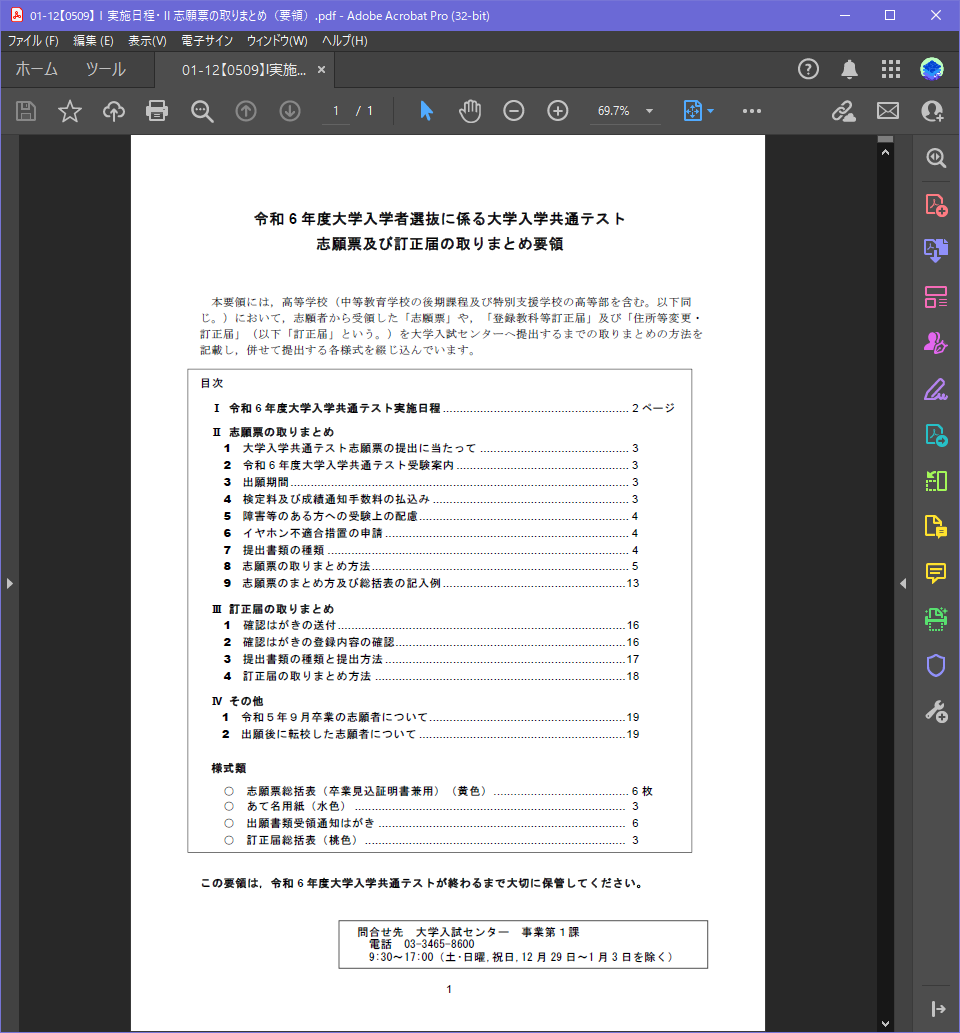 01-12【0509】Ⅰ実施日程・Ⅱ志願票の取りまとめ（要領）.pdf - Adobe Acrobat Pro (32-bit)
ファイル(F) 編集(E) 表示(V) 電子サイン ウィンドウ(W) ヘルプ(H)
ホーム ツール 01-12【0509】Ⅰ実施... ×
1 / 1 69.7%
令和６年度大学入学者選抜に係る大学入学共通テスト
志願票及び訂正届の取りまとめ要領
本要領には，高等学校（中等教育学校の後期課程及び特別支援学校の高等部を含む。以下同
じ。）において，志願者から受領した「志願票」や，「登録教科等訂正届」及び「住所等変更・
訂正届」（以下「訂正届」という。）を大学入試センターへ提出するまでの取りまとめの方法を
記載し，併せて提出する各様式を綴じ込んでいます。
目次
Ⅰ 令和６年度大学入学共通テスト実施日程 2 ページ
Ⅱ 志願票の取りまとめ
1 大学入学共通テスト志願票の提出に当たって 3
2 令和６年度大学入学共通テスト受験案内 3
3 出願期間 3
4 検定料及び成績通知手数料の払込み 3
5 障害等のある方への受験上の配慮 4
6 イヤホン不適合措置の申請 4
7 提出書類の種類 4
8 志願票の取りまとめ方法 5
9 志願票のまとめ方及び総括表の記入例 13
Ⅲ 訂正届の取りまとめ
1 確認はがきの送付 16
2 確認はがきの登録内容の確認 16
3 提出書類の種類と提出方法 17
4 訂正届の取りまとめ方法 18
Ⅳ その他
1 令和５年９月卒業の志願者について 19
2 出願後に転校した志願者について 19
様式類
○ 志願票総括表（卒業見込証明書兼用）（黄色） 6 枚
○ あて名用紙（水色） 3
○ 出願書類受領通知はがき 6
○ 訂正届総括表（桃色） 3
この要領は，令和６年度大学入学共通テストが終わるまで大切に保管してください。
問合せ先　大学入試センター　事業第１課
電話　03-3465-8600
9:30～17:00（土･日曜,祝日,12 月 29 日～1 月 3 日を除く）
1